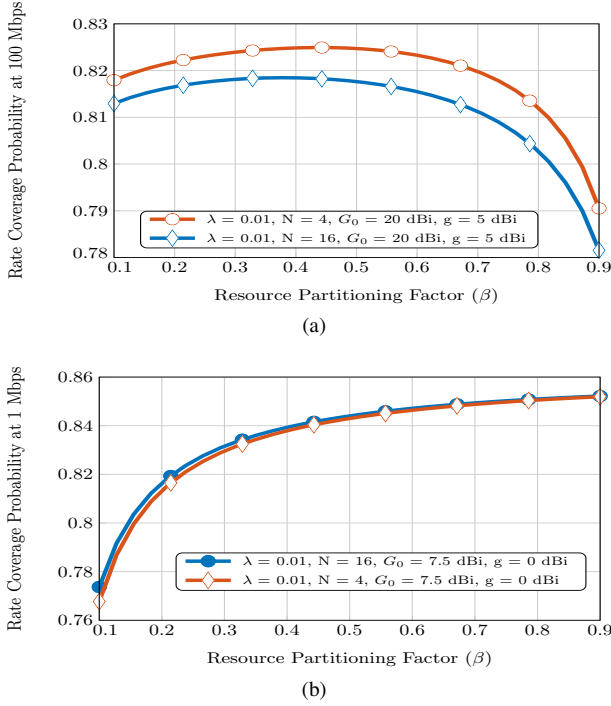 Rate Coverage Probability at 100 Mbps
0.83
0.82
0.81
0.8
0.79
0.78
λ = 0.01, N = 4, G₀ = 20 dBi, g = 5 dBi
λ = 0.01, N = 16, G₀ = 20 dBi, g = 5 dBi
0.1 0.2 0.3 0.4 0.5 0.6 0.7 0.8 0.9
Resource Partitioning Factor (β)
(a)
Rate Coverage Probability at 1 Mbps
0.86
0.84
0.82
0.8
0.78
0.76
λ = 0.01, N = 16, G₀ = 7.5 dBi, g = 0 dBi
λ = 0.01, N = 4, G₀ = 7.5 dBi, g = 0 dBi
0.1 0.2 0.3 0.4 0.5 0.6 0.7 0.8 0.9
Resource Partitioning Factor (β)
(b)